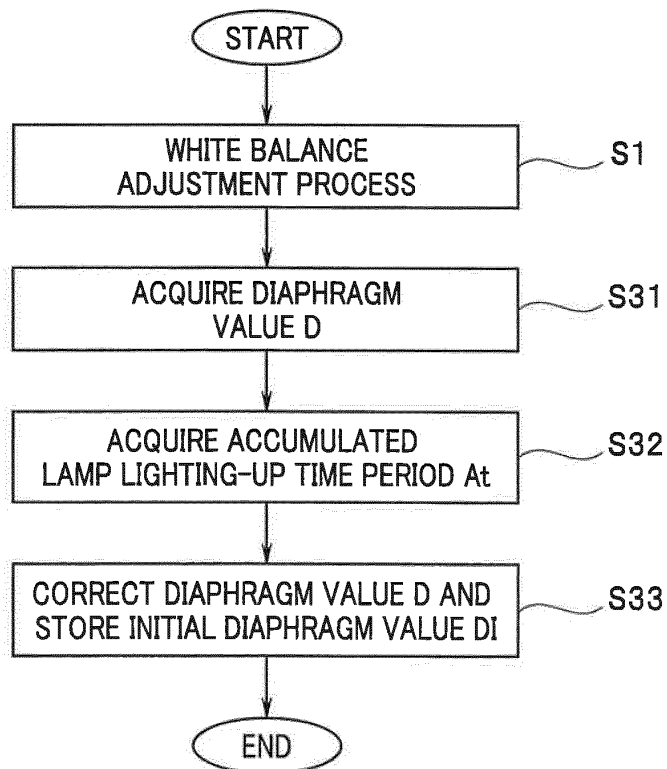 START
WHITE BALANCE
ADJUSTMENT PROCESS
S1
ACQUIRE DIAPHRAGM
VALUE D
S31
ACQUIRE ACCUMULATED
LAMP LIGHTING-UP TIME PERIOD At
S32
CORRECT DIAPHRAGM VALUE D AND
STORE INITIAL DIAPHRAGM VALUE DI
S33
END